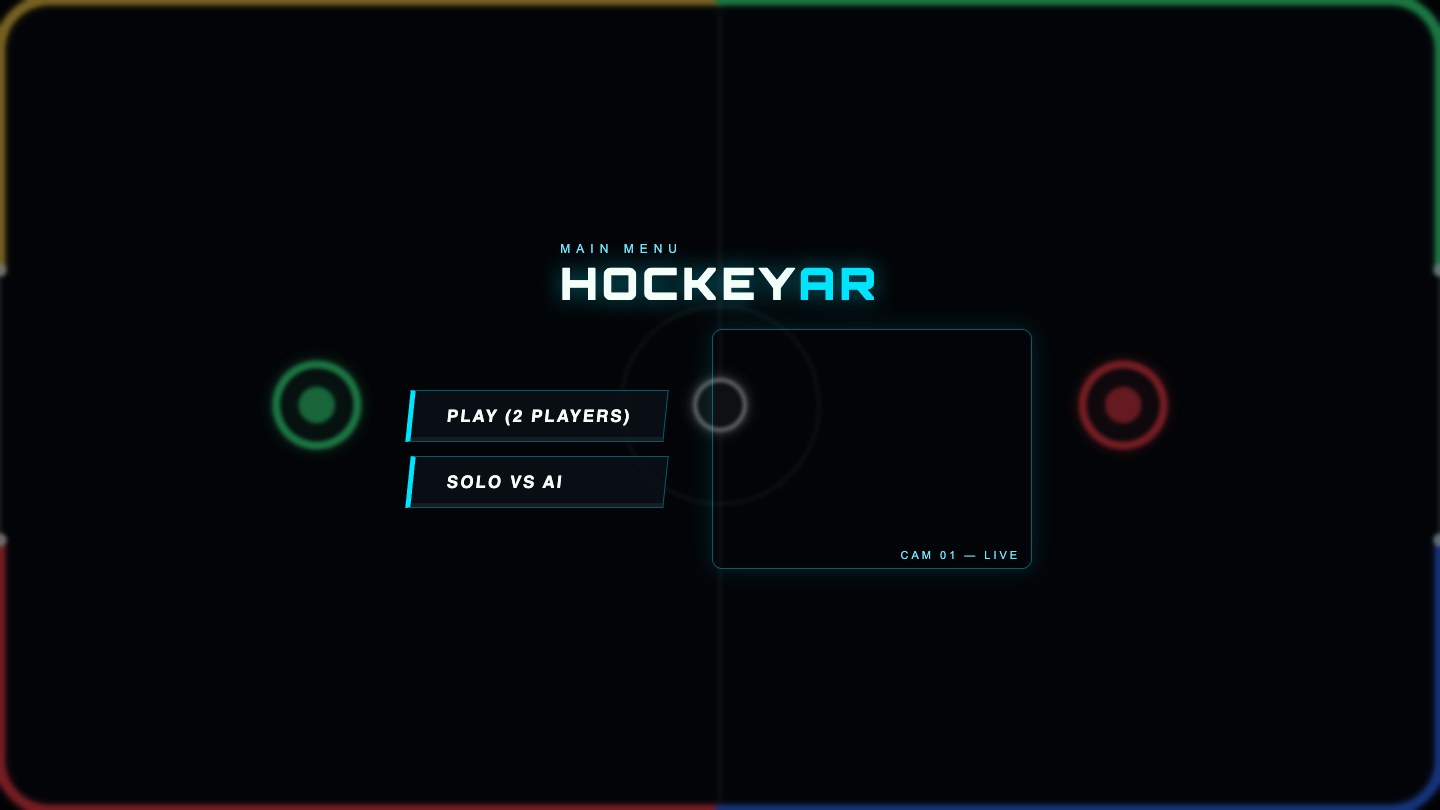 MAIN MENU
HOCKEYAR
PLAY (2 PLAYERS)
SOLO VS AI
CAM 01 — LIVE